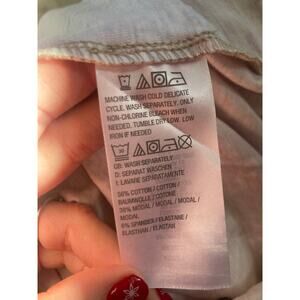 MACHINE WASH COLD DELICATE
CYCLE. WASH SEPARATELY. ONLY
NON-CHLORINE BLEACH WHEN
NEEDED. TUMBLE DRY LOW. LOW
IRON IF NEEDED
30
GB: WASH SEPARATELY
D: SEPARAT WASCHEN
I: LAVARE SEPARATAMENTE
56% COTTON / COTTON /
BAUMWOLLE / COTONE
38% MODAL / MODAL / MODAL /
MODAL
6% SPANDEX / ELASTANE /
ELASTHAN / ELASTAN